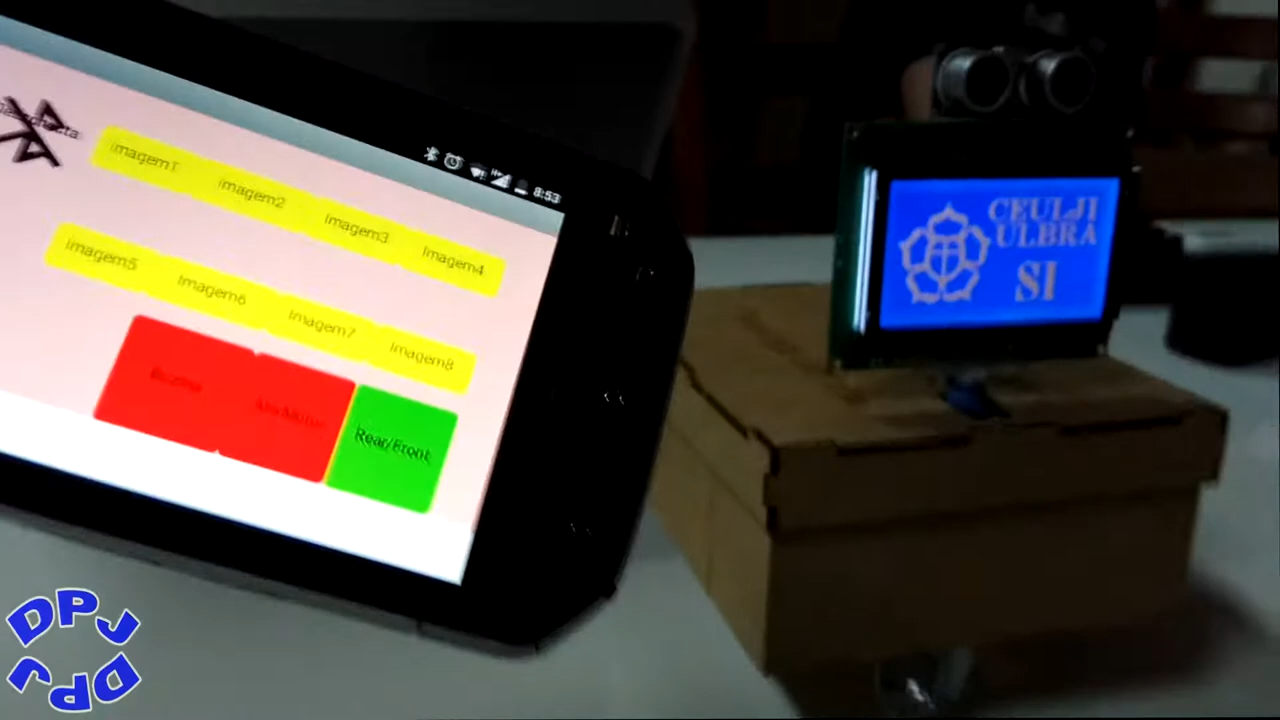 8:53
Imagem1 Imagem2 Imagem3 Imagem4
Imagem5 Imagem6 Imagem7 Imagem8
Rear/Front
CEULJI
ULBRA
SI
DPJ
DPJ